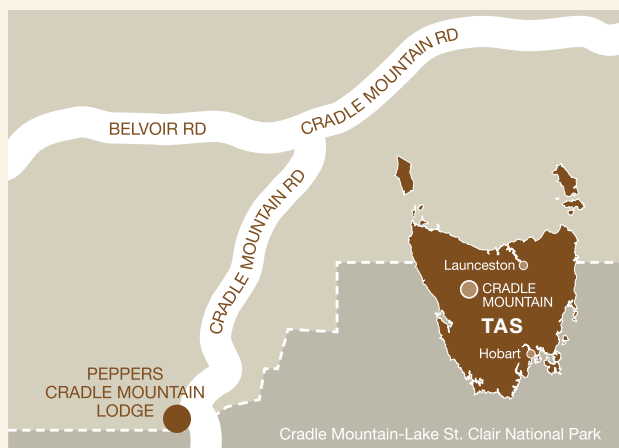 CRADLE MOUNTAIN RD
BELVOIR RD
CRADLE MOUNTAIN RD
Launceston
CRADLE
MOUNTAIN
TAS
Hobart
PEPPERS
CRADLE MOUNTAIN
LODGE
Cradle Mountain-Lake St. Clair National Park